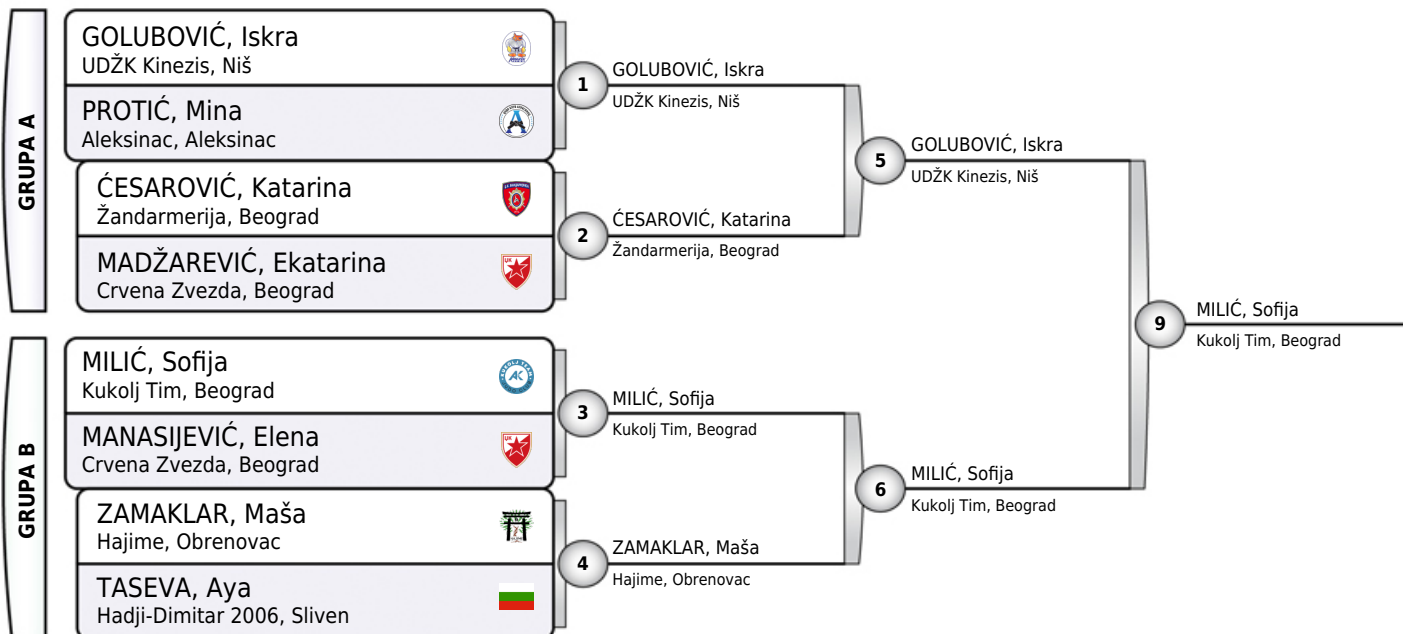 GRUPA A
GOLUBOVIĆ, Iskra
UDŽK Kinezis, Niš
PROTIĆ, Mina
Aleksinac, Aleksinac
ĆESAROVIĆ, Katarina
Žandarmerija, Beograd
MADŽAREVIĆ, Ekatarina
Crvena Zvezda, Beograd
1
GOLUBOVIĆ, Iskra
UDŽK Kinezis, Niš
2
ĆESAROVIĆ, Katarina
Žandarmerija, Beograd
5
GOLUBOVIĆ, Iskra
UDŽK Kinezis, Niš
GRUPA B
MILIĆ, Sofija
Kukolj Tim, Beograd
MANASIJEVIĆ, Elena
Crvena Zvezda, Beograd
ZAMAKLAR, Maša
Hajime, Obrenovac
TASEVA, Aya
Hadji-Dimitar 2006, Sliven
3
MILIĆ, Sofija
Kukolj Tim, Beograd
4
ZAMAKLAR, Maša
Hajime, Obrenovac
6
MILIĆ, Sofija
Kukolj Tim, Beograd
9
MILIĆ, Sofija
Kukolj Tim, Beograd